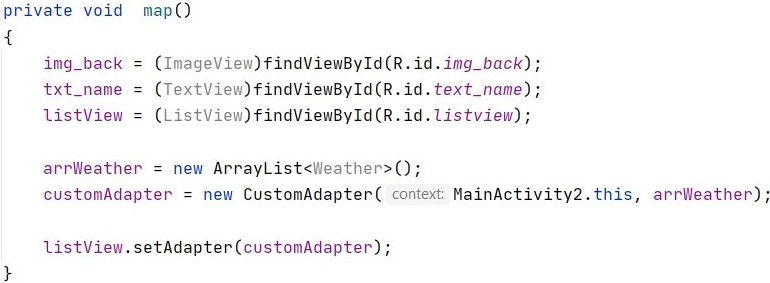 private void  map()
{
    img_back = (ImageView)findViewById(R.id.img_back);
    txt_name = (TextView)findViewById(R.id.text_name);
    listView = (ListView)findViewById(R.id.listview);

    arrWeather = new ArrayList<Weather>();
    customAdapter = new CustomAdapter( context: MainActivity2.this, arrWeather);

    listView.setAdapter(customAdapter);
}